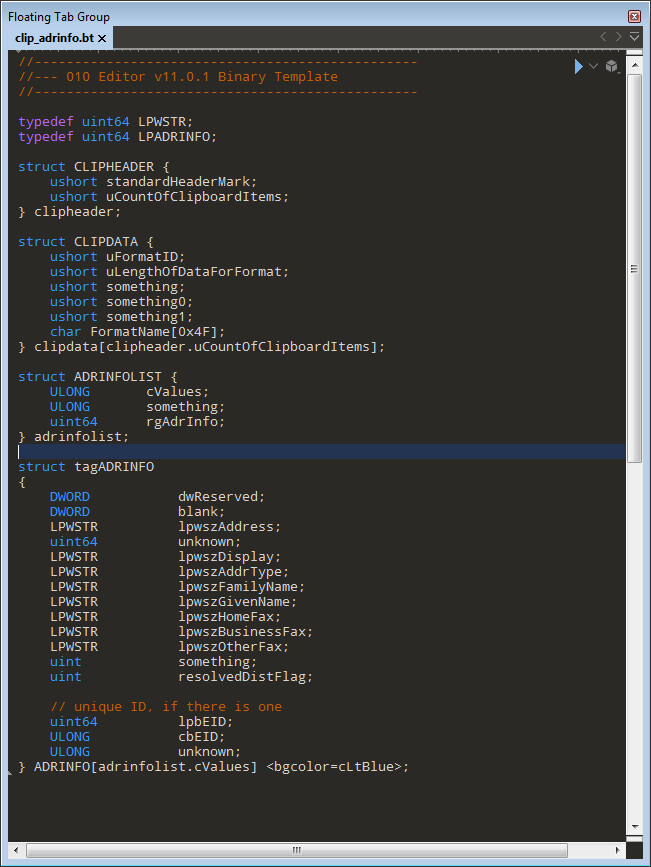 Floating Tab Group
clip_adrinfo.bt
//------------------------------------------------
//--- 010 Editor v11.0.1 Binary Template
//------------------------------------------------
typedef uint64 LPWSTR;
typedef uint64 LPADRINFO;
struct CLIPHEADER {
    ushort standardHeaderMark;
    ushort uCountOfClipboardItems;
} clipheader;
struct CLIPDATA {
    ushort uFormatID;
    ushort uLengthOfDataForFormat;
    ushort something;
    ushort something0;
    ushort something1;
    char FormatName[0x4F];
} clipdata[clipheader.uCountOfClipboardItems];
struct ADRINFOLIST {
    ULONG       cValues;
    ULONG       something;
    uint64      rgAdrInfo;
} adrinfolist;
struct tagADRINFO
{
    DWORD           dwReserved;
    DWORD           blank;
    LPWSTR          lpwszAddress;
    uint64          unknown;
    LPWSTR          lpwszDisplay;
    LPWSTR          lpwszAddrType;
    LPWSTR          lpwszFamilyName;
    LPWSTR          lpwszGivenName;
    LPWSTR          lpwszHomeFax;
    LPWSTR          lpwszBusinessFax;
    LPWSTR          lpwszOtherFax;
    uint            something;
    uint            resolvedDistFlag;
    // unique ID, if there is one
    uint64          lpbEID;
    ULONG           cbEID;
    ULONG           unknown;
} ADRINFO[adrinfolist.cValues] <bgcolor=cLtBlue>;